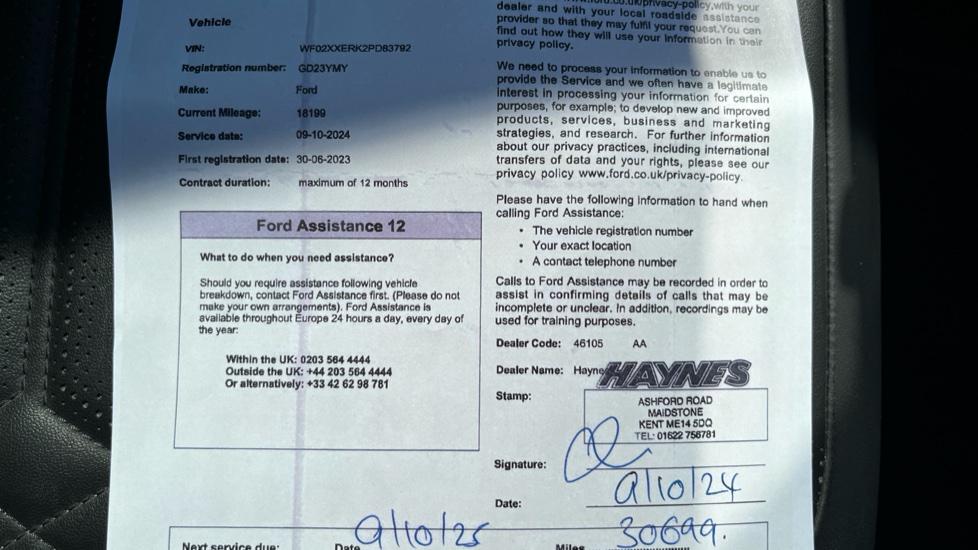 Vehicle
VIN: WF02XXERK2PD83792
Registration number: GD23YMY
Make: Ford
Current Mileage: 18199
Service date: 09-10-2024
First registration date: 30-06-2023
Contract duration: maximum of 12 months
Ford Assistance 12
What to do when you need assistance?
Should you require assistance following vehicle
breakdown, contact Ford Assistance first. (Please do not
make your own arrangements). Ford Assistance is
available throughout Europe 24 hours a day, every day of
the year:
Within the UK: 0203 564 4444
Outside the UK: +44 203 564 4444
Or alternatively: +33 42 62 98 781
dealer and with your local roadside assistance
provider so that they may fulfil your request.You can
find out how they will use your information in their
privacy policy.
We need to process your information to enable us to
provide the Service and we often have a legitimate
interest in processing your information for certain
purposes, for example; to develop new and improved
products, services, business and marketing
strategies, and research. For further information
about our privacy practices, including international
transfers of data and your rights, please see our
privacy policy www.ford.co.uk/privacy-policy.
Please have the following information to hand when
calling Ford Assistance:
• The vehicle registration number
• Your exact location
• A contact telephone number
Calls to Ford Assistance may be recorded in order to
assist in confirming details of calls that may be
incomplete or unclear. In addition, recordings may be
used for training purposes.
Dealer Code: 46105 AA
Dealer Name: Hayne
HAYNES
Stamp:
ASHFORD ROAD
MAIDSTONE
KENT ME14 5DQ
TEL: 01622 756781
Signature:
Date: 9/10/24
Next service due: Date 9/10/25 Miles 30699.